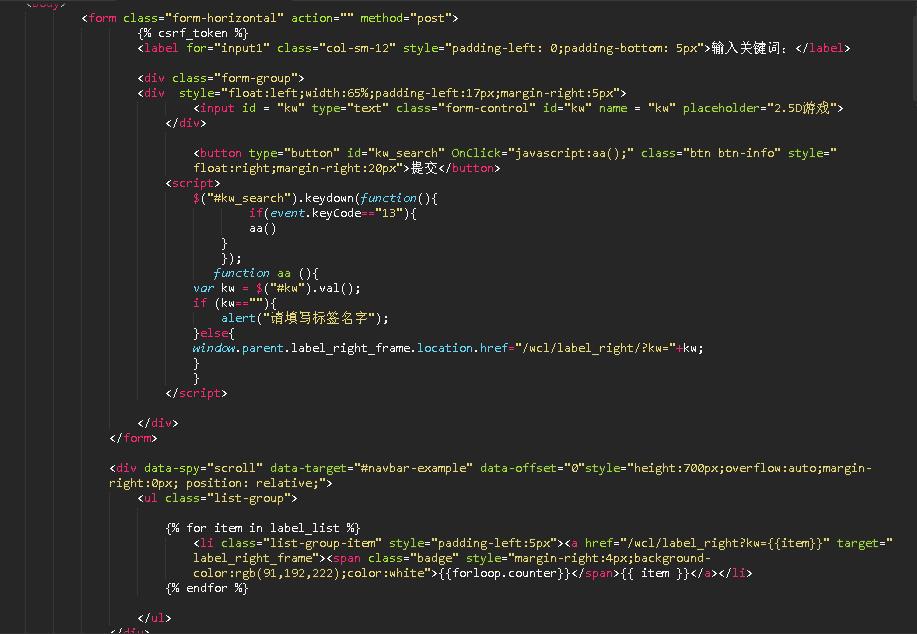 <body>
<form class="form-horizontal" action="" method="post">
{% csrf_token %}
<label for="input1" class="col-sm-12" style="padding-left: 0;padding-bottom: 5px">输入关键词：</label>
<div class="form-group">
<div  style="float:left;width:65%;padding-left:17px;margin-right:5px">
<input id = "kw" type="text" class="form-control" id="kw" name = "kw" placeholder="2.5D游戏">
</div>
<button type="button" id="kw_search" OnClick="javascript:aa();" class="btn btn-info" style="
float:right;margin-right:20px">提交</button>
<script>
$("#kw_search").keydown(function(){
if(event.keyCode=="13"){
aa()
}
});
function aa (){
var kw = $("#kw").val();
if (kw==""){
alert("请填写标签名字");
}else{
window.parent.label_right_frame.location.href="/wcl/label_right/?kw="+kw;
}
}
</script>
</div>
</form>
<div data-spy="scroll" data-target="#navbar-example" data-offset="0"style="height:700px;overflow:auto;margin-
right:0px; position: relative;">
<ul class="list-group">
{% for item in label_list %}
<li class="list-group-item" style="padding-left:5px"><a href="/wcl/label_right?kw={{item}}" target="
label_right_frame"><span class="badge" style="margin-right:4px;background-
color:rgb(91,192,222);color:white">{{forloop.counter}}</span>{{ item }}</a></li>
{% endfor %}
</ul>
</div>